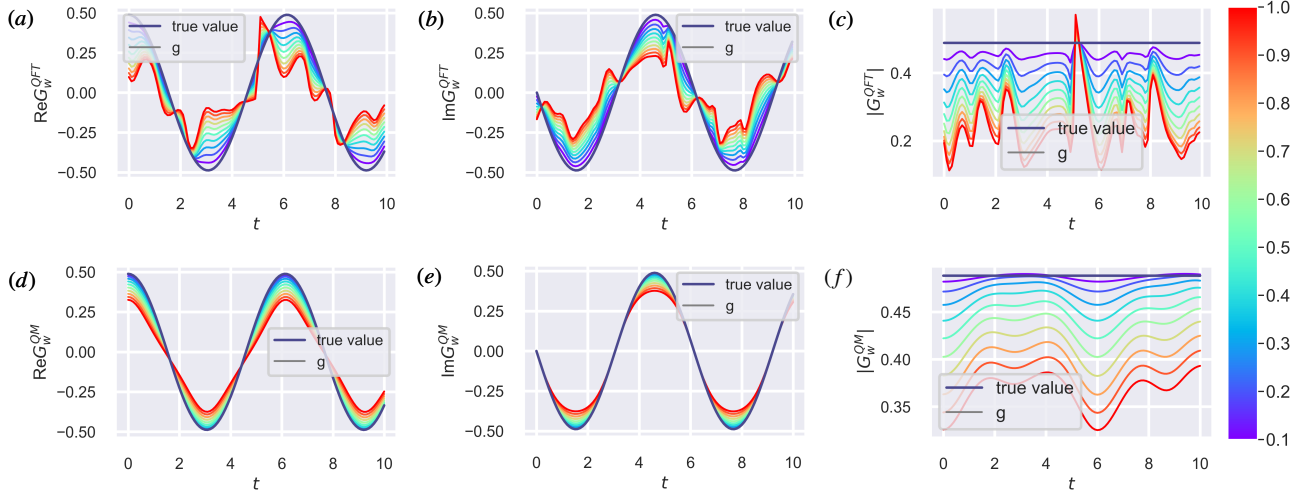 (a)
ReG_w^{QFT}
0.50
0.25
0.00
−0.25
−0.50
true value
g
0
2
4
6
8
10
t
(b)
ImG_w^{QFT}
0.50
0.25
0.00
−0.25
−0.50
true value
g
0
2
4
6
8
10
t
(c)
|G_w^{QFT}|
0.4
0.2
true value
g
0
2
4
6
8
10
t
1.0
0.9
0.8
0.7
0.6
0.5
0.4
0.3
0.2
0.1
(d)
ReG_w^{QM}
0.50
0.25
0.00
−0.25
−0.50
true value
g
0
2
4
6
8
10
t
(e)
ImG_w^{QM}
0.50
0.25
0.00
−0.25
−0.50
true value
g
0
2
4
6
8
10
t
(f)
|G_w^{QM}|
0.45
0.40
0.35
true value
g
0
2
4
6
8
10
t